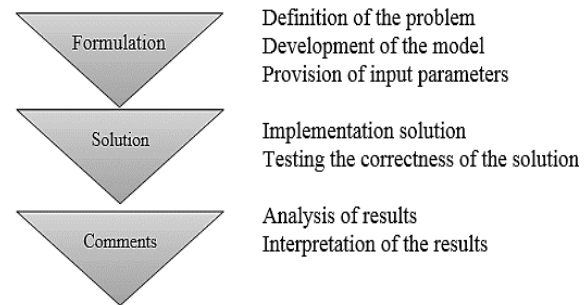 Formulation
Definition of the problem
Development of the model
Provision of input parameters
Solution
Implementation solution
Testing the correctness of the solution
Comments
Analysis of results
Interpretation of the results